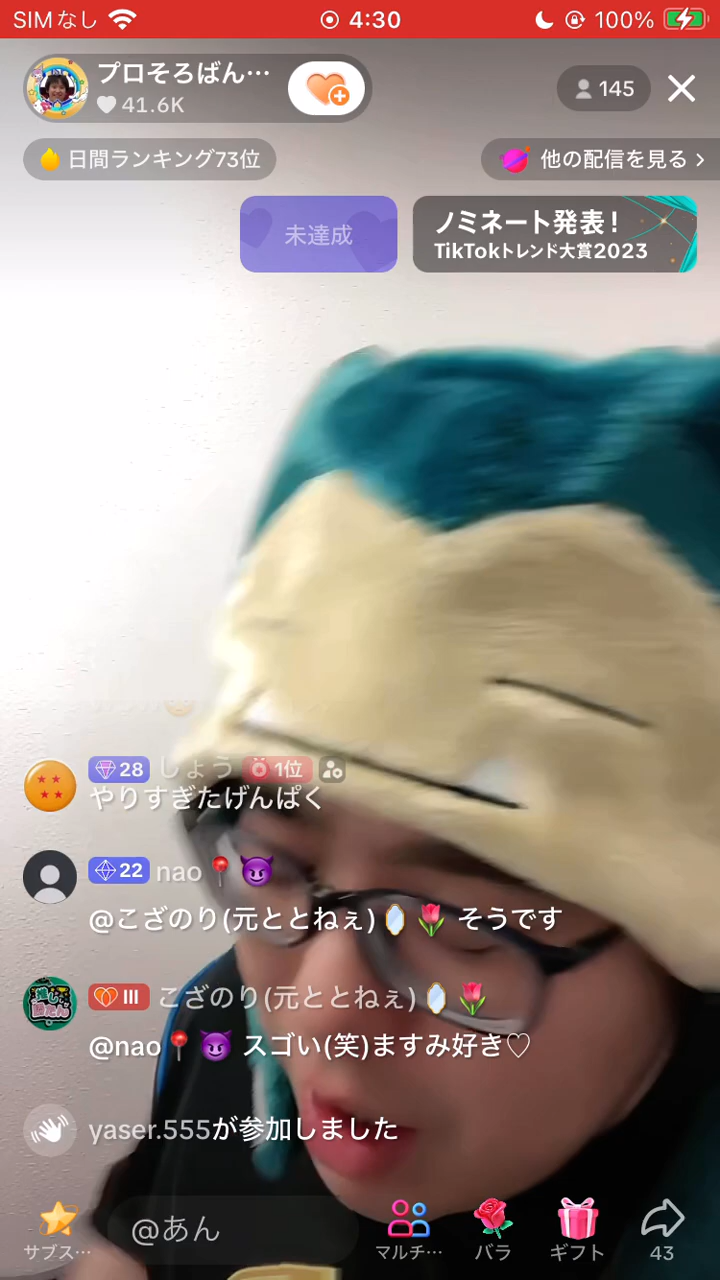 SIMなし 4:30 100%
プロそろばん…
41.6K
145
日間ランキング73位
他の配信を見る
未達成
ノミネート発表！
TikTokトレンド大賞2023
28 しょう 1位
やりすぎたげんぱく
22 nao
@こざのり(元ととねぇ) そうです
III こざのり(元ととねぇ)
@nao スゴい(笑)ますみ好き♡
yaser.555が参加しました
@あん
サブス… マルチ… バラ ギフト 43